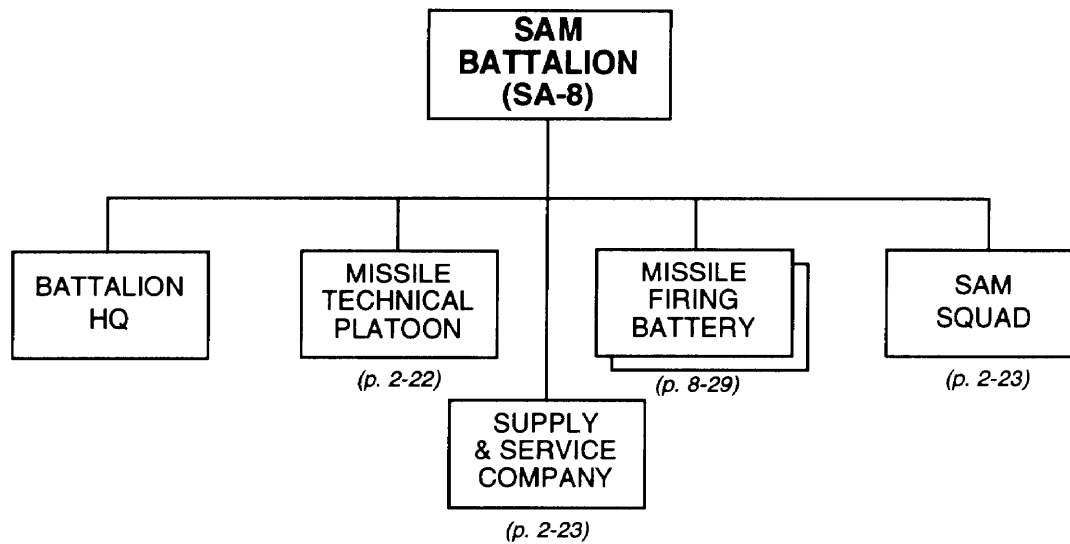 SAM
BATTALION
(SA-8)
BATTALION
HQ
MISSILE
TECHNICAL
PLATOON
(p. 2-22)
MISSILE
FIRING
BATTERY
(p. 8-29)
SAM
SQUAD
(p. 2-23)
SUPPLY
& SERVICE
COMPANY
(p. 2-23)